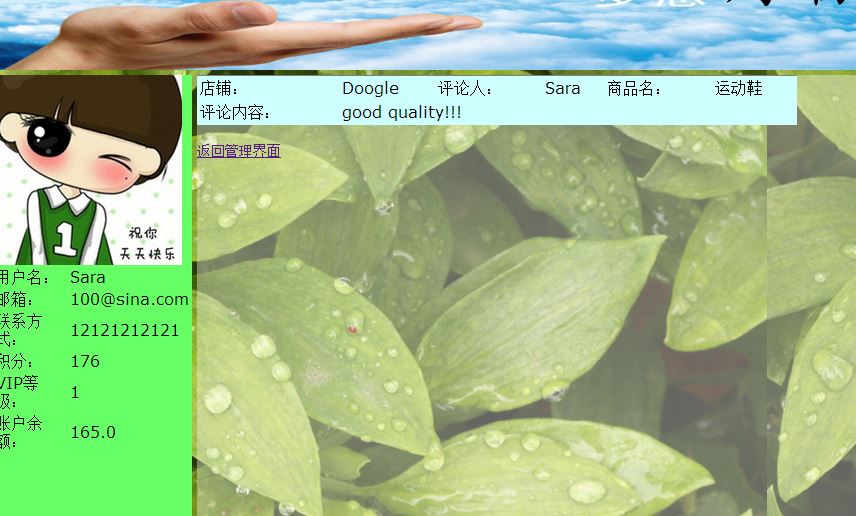 店铺： Doogle 评论人： Sara 商品名： 运动鞋
评论内容： good quality!!!
返回管理界面
1
祝你
天天快乐
用户名： Sara
邮箱： 100@sina.com
联系方式： 12121212121
积分： 176
VIP等级： 1
账户余额： 165.0